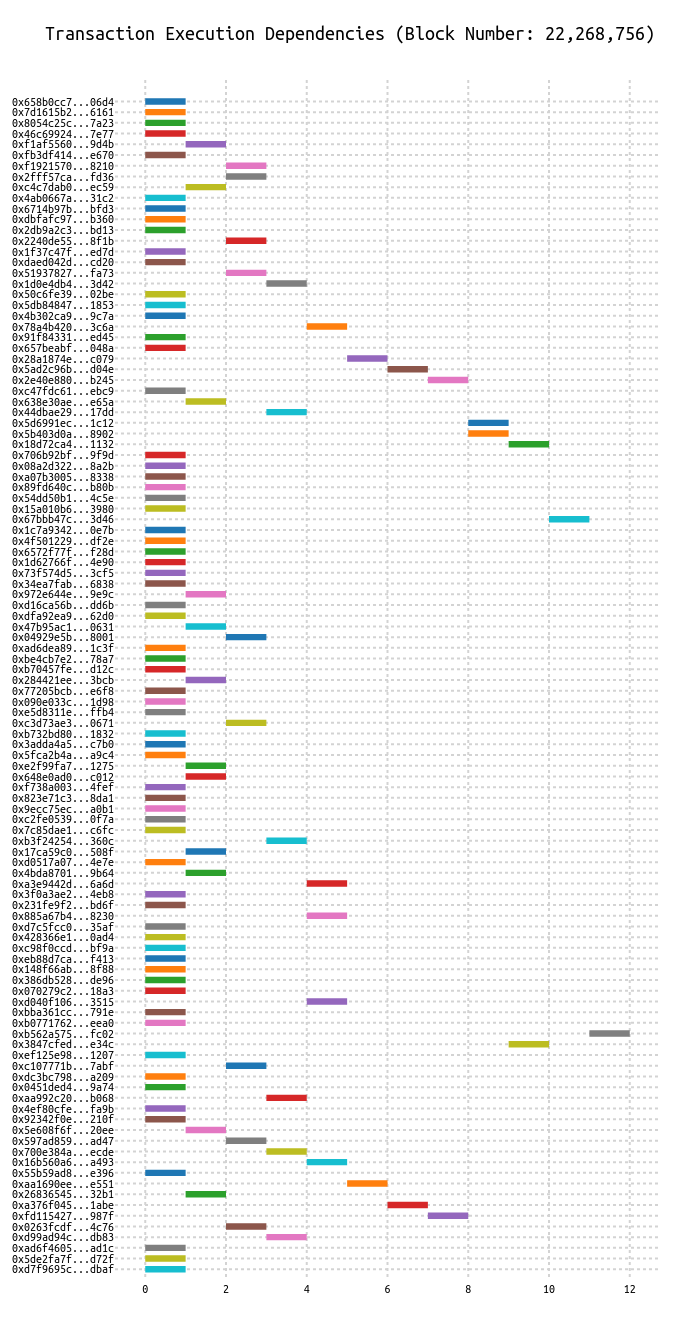 Transaction Execution Dependencies (Block Number: 22,268,756)
0x658b0cc7...06d4
0x7d1615b2...6161
0x8054c25c...7a23
0x46c69924...7e77
0xf1af5560...9d4b
0xfb3df414...e670
0xf1921570...8210
0x2fff57ca...fd36
0xc4c7dab0...ec59
0x4ab0667a...31c2
0x6714b97b...bfd3
0xdbfafc97...b360
0x2db9a2c3...bd13
0x2240de55...8f1b
0x1f37c47f...ed7d
0xdaed042d...cd20
0x51937827...fa73
0x1d0e4db4...3d42
0x50c6fe39...02be
0x5db84847...1853
0x4b302ca9...9c7a
0x78a4b420...3c6a
0x91f84331...ed45
0x657beabf...048a
0x28a1874e...c079
0x5ad2c96b...d04e
0x2e40e880...b245
0xc47fdc61...ebc9
0x638e30ae...e65a
0x44dbae29...17dd
0x5d6991ec...1c12
0x5b403d0a...8902
0x18d72ca4...1132
0x706b92bf...9f9d
0x08a2d322...8a2b
0xa07b3005...8338
0x89fd640c...b80b
0x54dd50b1...4c5e
0x15a010b6...3980
0x67bbb47c...3d46
0x1c7a9342...0e7b
0x4f501229...df2e
0x6572f77f...f28d
0x1d62766f...4e90
0x73f574d5...3cf5
0x34ea7fab...6838
0x972e644e...9e9c
0xd16ca56b...dd6b
0xdfa92ea9...62d0
0x47b95ac1...0631
0x04929e5b...8001
0xad6dea89...1c3f
0xbe4cb7e2...78a7
0xb70457fe...d12c
0x284421ee...3bcb
0x77205bcb...e6f8
0x090e033c...1d98
0xe5d8311e...ffb4
0xc3d73ae3...0671
0xb732bd80...1832
0x3adda4a5...c7b0
0x5fca2b4a...a9c4
0xe2f99fa7...1275
0x648e0ad0...c012
0xf738a003...4fef
0x823e71c3...8da1
0x9ecc75ec...a0b1
0xc2fe0539...0f7a
0x7c85dae1...c6fc
0xb3f24254...360c
0x17ca59c0...508f
0xd0517a07...4e7e
0x4bda8701...9b64
0xa3e9442d...6a6d
0x3f0a3ae2...4eb8
0x231fe9f2...bd6f
0x885a67b4...8230
0xd7c5fcc0...35af
0x428366e1...0ad4
0xc98f0ccd...bf9a
0xeb88d7ca...f413
0x148f66ab...8f88
0x386db528...de96
0x070279c2...18a3
0xd040f106...3515
0xbba361cc...791e
0xb0771762...eea0
0xb562a575...fc02
0x3847cfed...e34c
0xef125e98...1207
0xc107771b...7abf
0xdc3bc798...a209
0x0451ded4...9a74
0xaa992c20...b068
0x4ef80cfe...fa9b
0x92342f0e...210f
0x5e608f6f...20ee
0x597ad859...ad47
0x700e384a...ecde
0x16b560a6...a493
0x55b59ad8...e396
0xaa1690ee...e551
0x26836545...32b1
0xa376f045...1abe
0xfd115427...987f
0x0263fcdf...4c76
0xd99ad94c...db83
0xad6f4605...ad1c
0x5de2fa7f...d72f
0xd7f9695c...dbaf
0 2 4 6 8 10 12